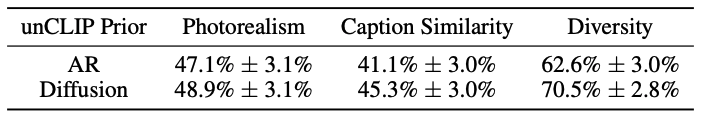 unCLIP Prior Photorealism Caption Similarity Diversity
AR 47.1% ± 3.1% 41.1% ± 3.0% 62.6% ± 3.0%
Diffusion 48.9% ± 3.1% 45.3% ± 3.0% 70.5% ± 2.8%